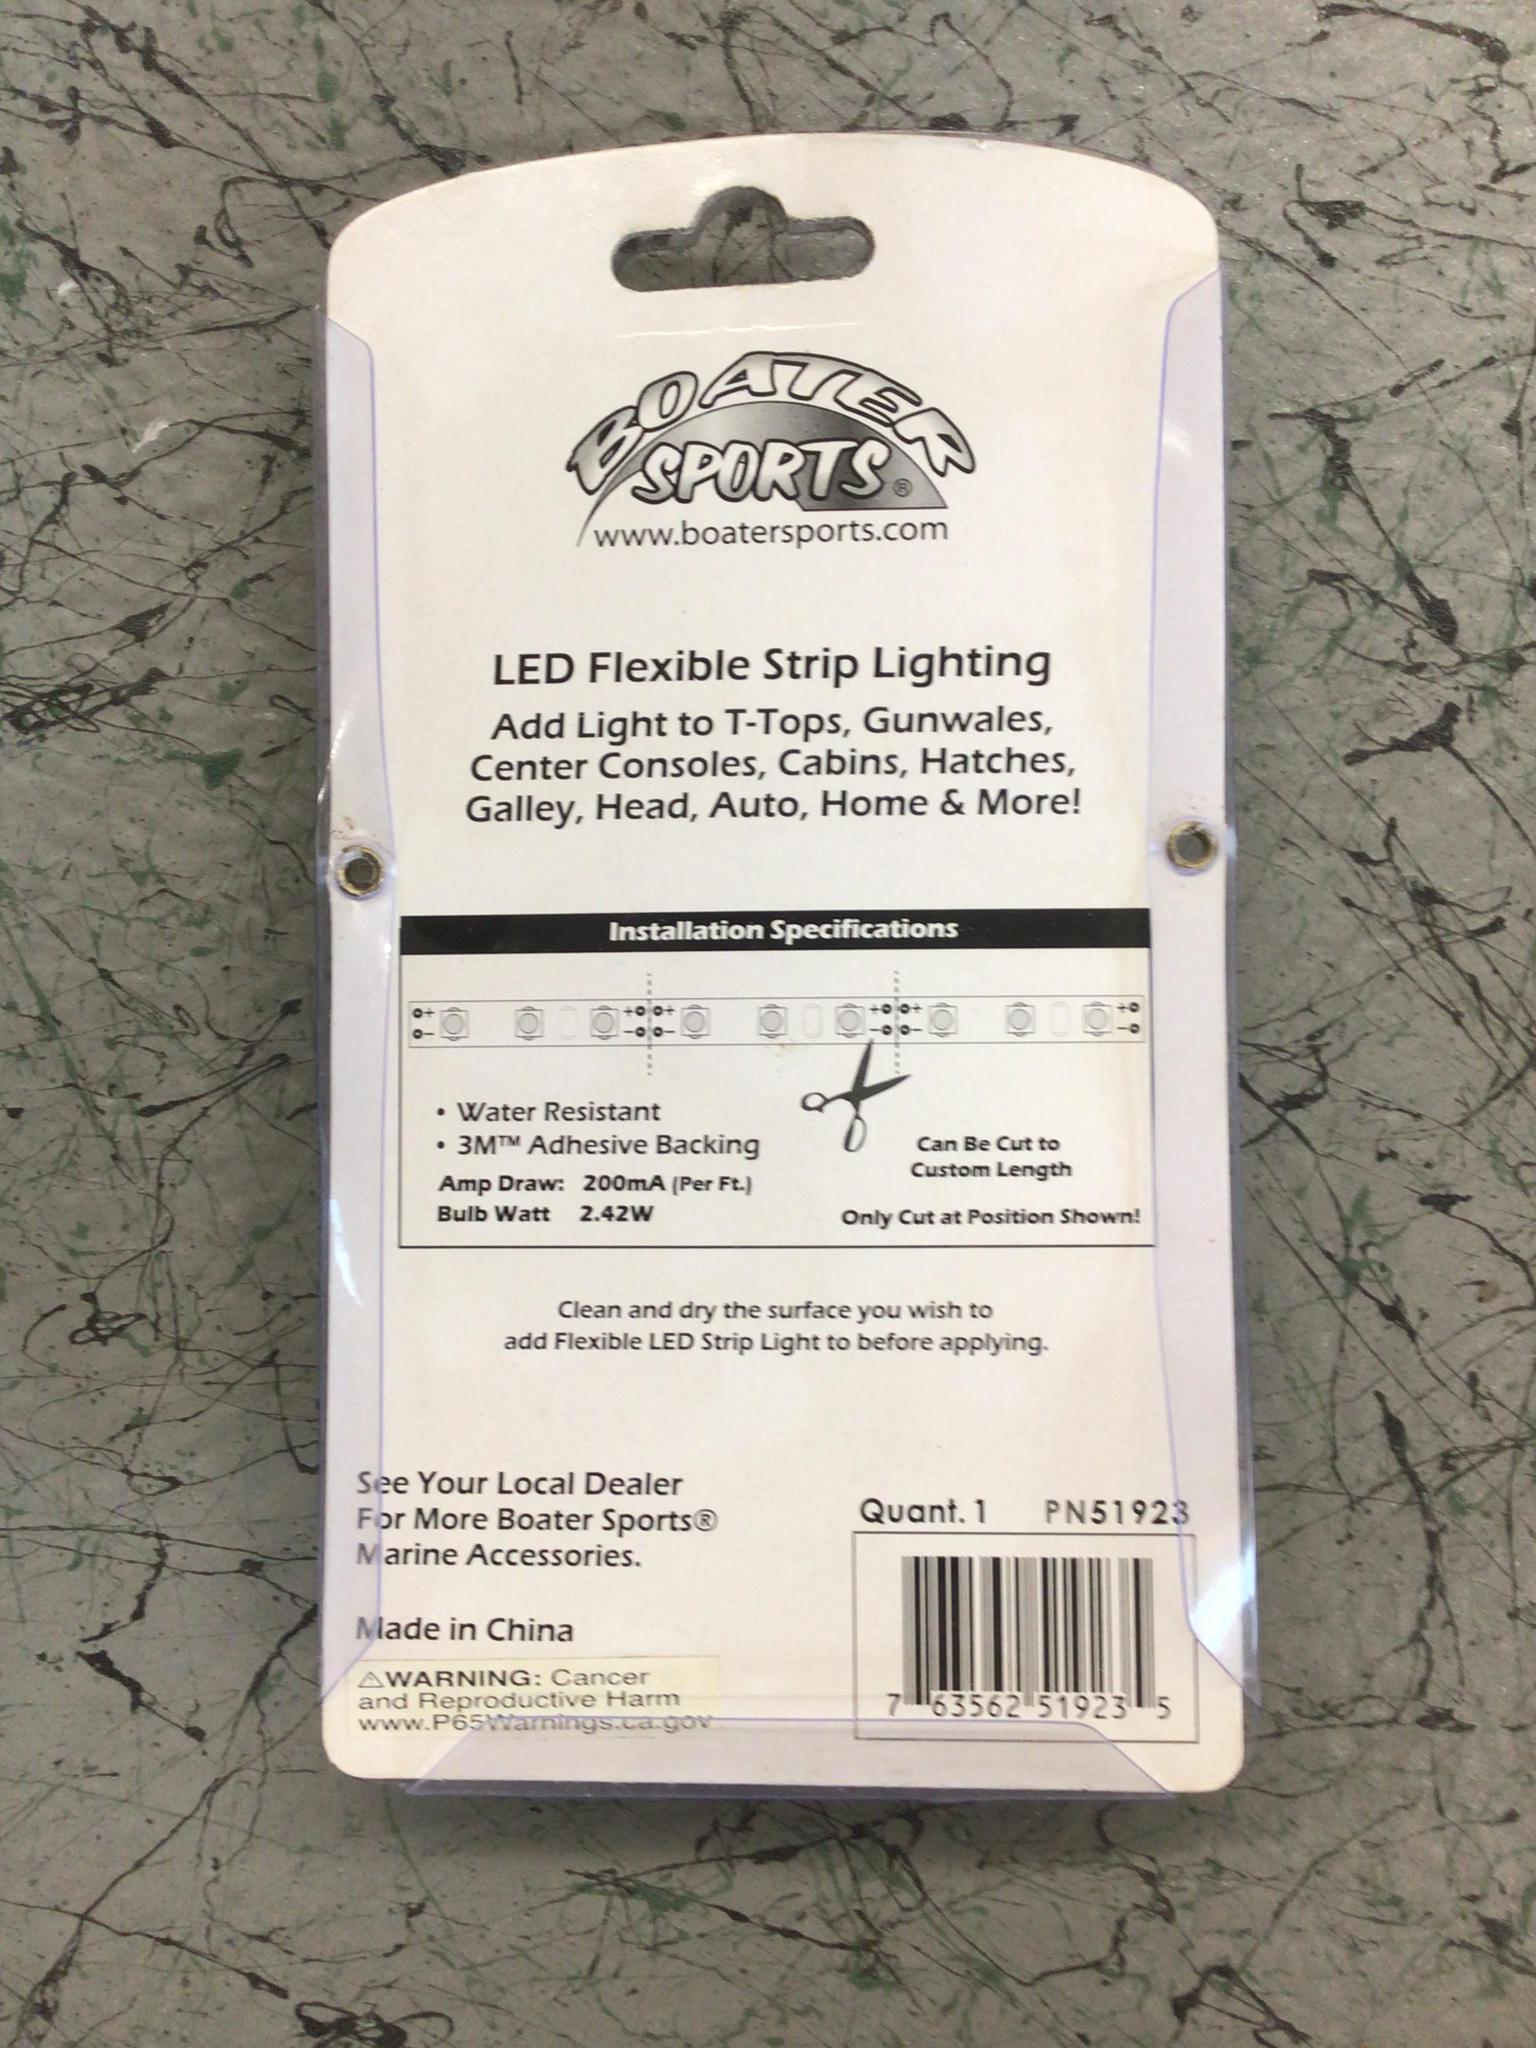 BOATER
SPORTS®
www.boatersports.com
LED Flexible Strip Lighting
Add Light to T-Tops, Gunwales,
Center Consoles, Cabins, Hatches,
Galley, Head, Auto, Home & More!
Installation Specifications
• Water Resistant
• 3M™ Adhesive Backing
Amp Draw: 200mA (Per Ft.)
Bulb Watt 2.42W
Can Be Cut to
Custom Length
Only Cut at Position Shown!
Clean and dry the surface you wish to
add Flexible LED Strip Light to before applying.
See Your Local Dealer
For More Boater Sports®
Marine Accessories.
Made in China
⚠WARNING: Cancer
and Reproductive Harm
www.P65Warnings.ca.gov
Quant. 1 PN51923
7 63562 51923 5